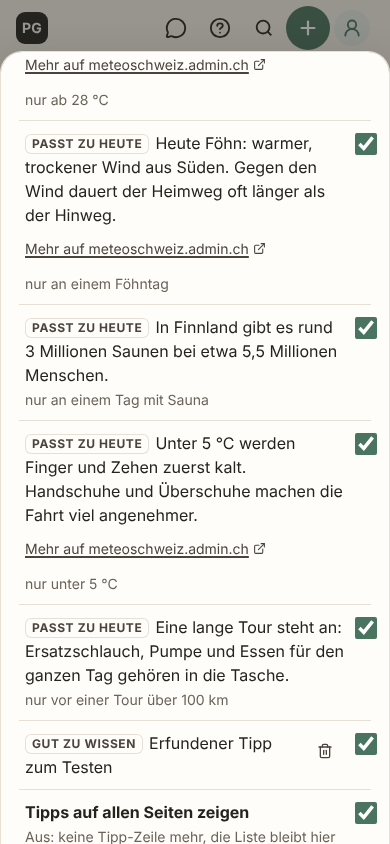 PG
Mehr auf meteoschweiz.admin.ch
nur ab 28 °C
PASST ZU HEUTE Heute Föhn: warmer,
trockener Wind aus Süden. Gegen den
Wind dauert der Heimweg oft länger als
der Hinweg.
Mehr auf meteoschweiz.admin.ch
nur an einem Föhntag
PASST ZU HEUTE In Finnland gibt es rund
3 Millionen Saunen bei etwa 5,5 Millionen
Menschen.
nur an einem Tag mit Sauna
PASST ZU HEUTE Unter 5 °C werden
Finger und Zehen zuerst kalt.
Handschuhe und Überschuhe machen die
Fahrt viel angenehmer.
Mehr auf meteoschweiz.admin.ch
nur unter 5 °C
PASST ZU HEUTE Eine lange Tour steht an:
Ersatzschlauch, Pumpe und Essen für den
ganzen Tag gehören in die Tasche.
nur vor einer Tour über 100 km
GUT ZU WISSEN Erfundener Tipp
zum Testen
Tipps auf allen Seiten zeigen
Aus: keine Tipp-Zeile mehr, die Liste bleibt hier